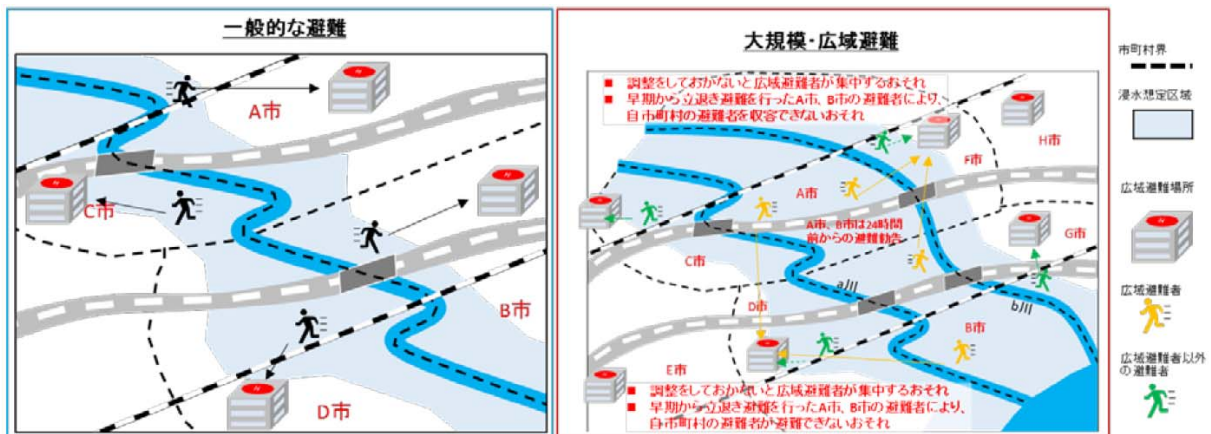 一般的な避難
A市
C市
B市
D市
大規模・広域避難
■ 調整をしておかないと広域避難者が集中するおそれ
■ 早期から立退き避難を行ったA市、B市の避難者により、
自市町村の避難者を収容できないおそれ
H市
F市
A市
A市、B市は24時間
前からの避難勧告
G市
C市
a川
b川
D市
B市
E市
■ 調整をしておかないと広域避難者が集中するおそれ
■ 早期から立退き避難を行ったA市、B市の避難者により、
自市町村の避難者が避難できないおそれ
市町村界
浸水想定区域
広域避難場所
広域避難者
広域避難者以外
の避難者